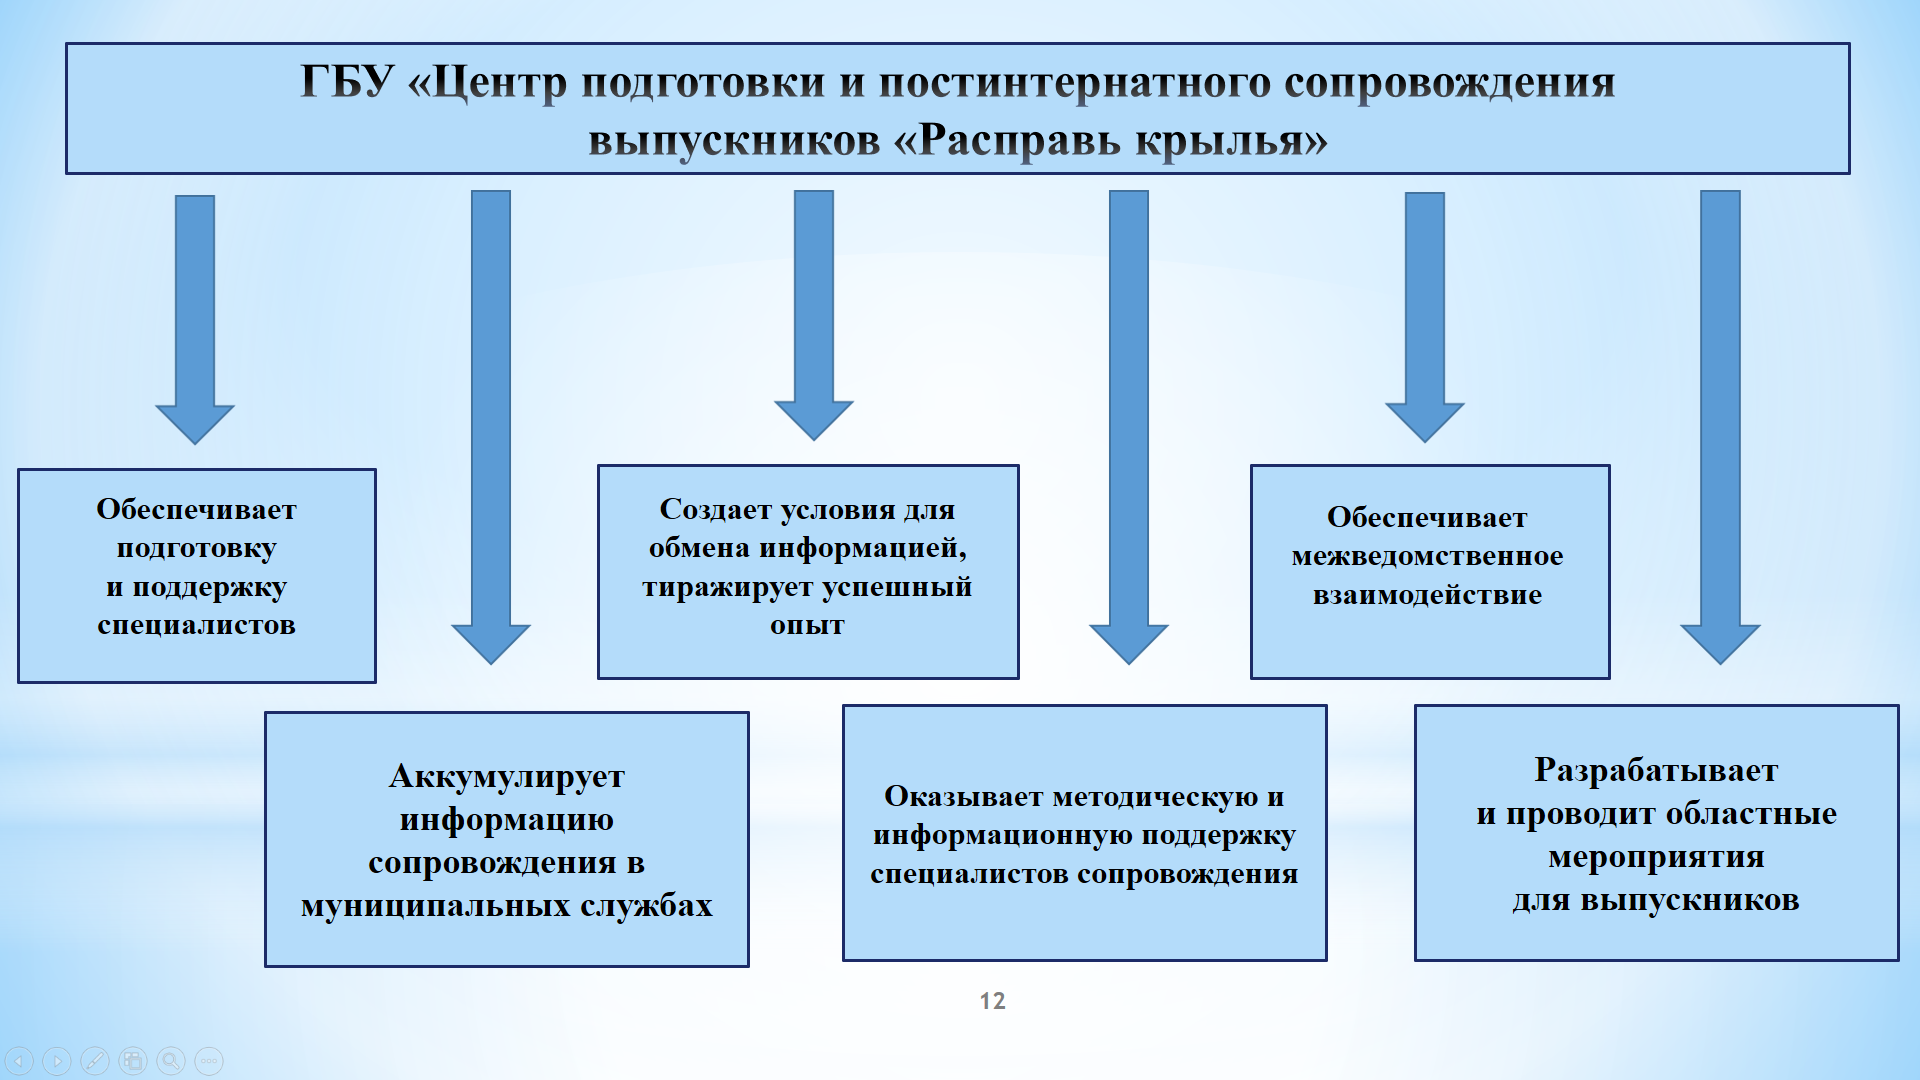 ГБУ «Центр подготовки и постинтернатного сопровождения
выпускников «Расправь крылья»
Обеспечивает
подготовку
и поддержку
специалистов
Создает условия для
обмена информацией,
тиражирует успешный
опыт
Обеспечивает
межведомственное
взаимодействие
Аккумулирует
информацию
сопровождения в
муниципальных службах
Оказывает методическую и
информационную поддержку
специалистов сопровождения
Разрабатывает
и проводит областные
мероприятия
для выпускников
12